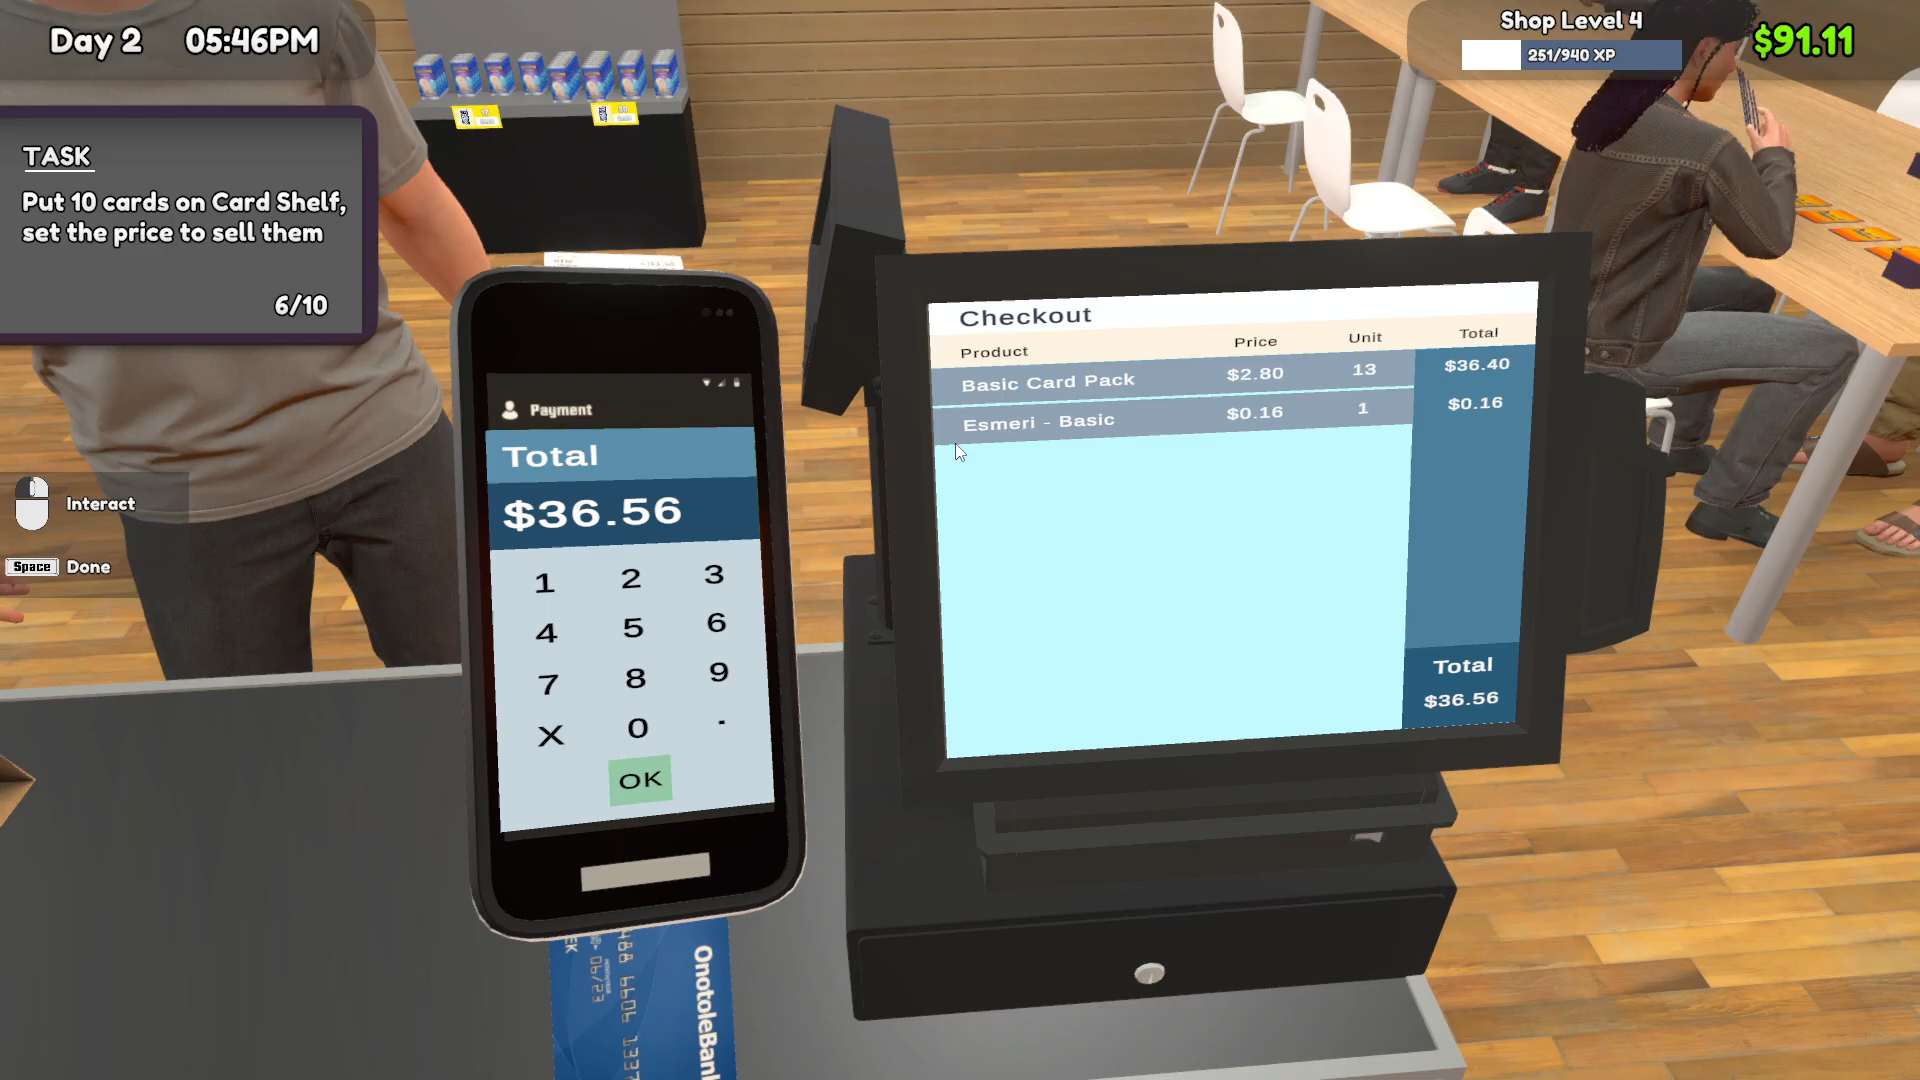 Day 2
05:46PM
Shop Level 4
251/940 XP
$91.11
TASK
Put 10 cards on Card Shelf,
set the price to sell them
6/10
Interact
Space Done
Payment
Total
$36.56
1 2 3
4 5 6
7 8 9
X 0 .
OK
Checkout
Product Price Unit Total
Basic Card Pack $2.80 13 $36.40
Esmeri - Basic $0.16 1 $0.16
Total
$36.56
OnotoleBank
06/23